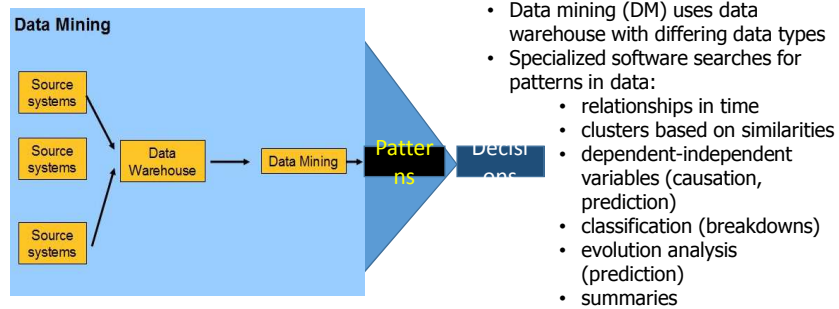 Data Mining
Source
systems
Source
systems
Source
systems
Data
Warehouse
Data Mining
Patter
ns
Decisi
ons
• Data mining (DM) uses data
warehouse with differing data types
• Specialized software searches for
patterns in data:
• relationships in time
• clusters based on similarities
• dependent-independent
variables (causation,
prediction)
• classification (breakdowns)
• evolution analysis
(prediction)
• summaries